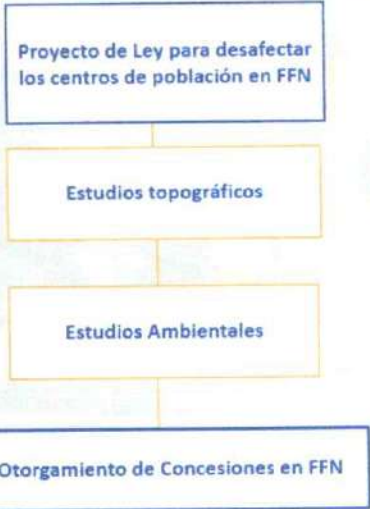 Proyecto de Ley para desafectar
los centros de población en FFN
Estudios topográficos
Estudios Ambientales
Otorgamiento de Concesiones en FFN